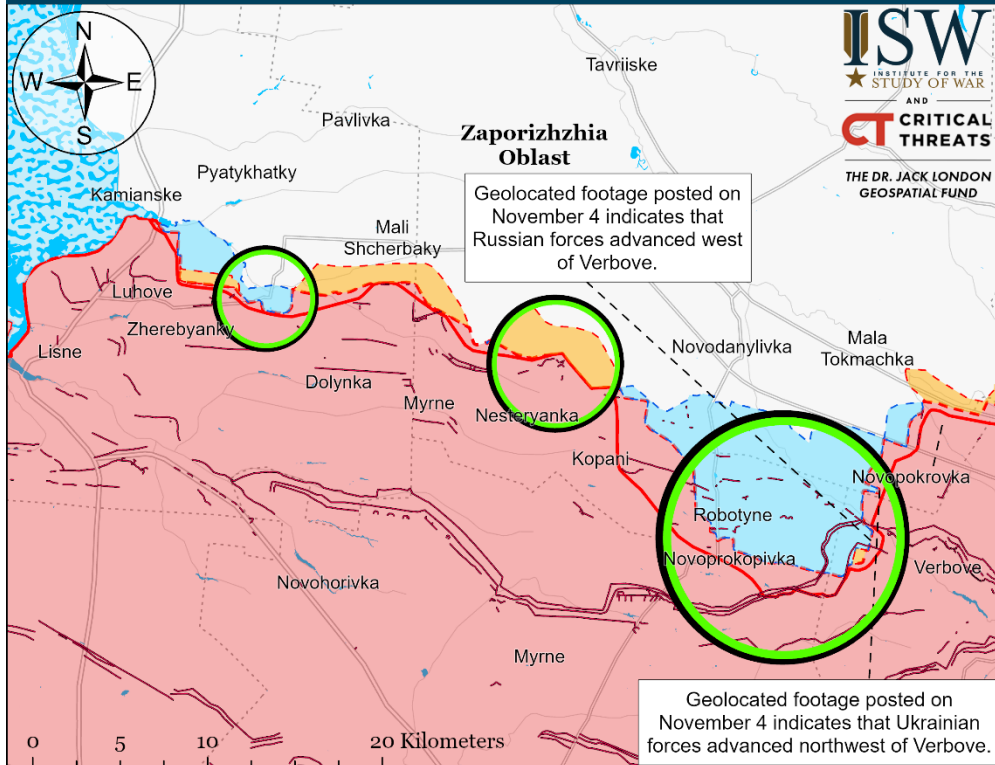 N
W E
S
ISW
INSTITUTE FOR THE
STUDY OF WAR
AND
CT CRITICAL
THREATS
THE DR. JACK LONDON
GEOSPATIAL FUND
Tavriiske
Pavlivka
Zaporizhzhia
Oblast
Pyatykhatky
Kamianske
Geolocated footage posted on
November 4 indicates that
Russian forces advanced west
of Verbove.
Mali
Shcherbaky
Luhove
Zherebyanky
Lisne
Novodanylivka
Mala
Tokmachka
Dolynka
Myrne
Nesteryanka
Kopani
Novopokrovka
Robotyne
Novoprokopivka
Verbove
Novohorivka
Myrne
Geolocated footage posted on
November 4 indicates that Ukrainian
forces advanced northwest of Verbove.
0 5 10 20 Kilometers